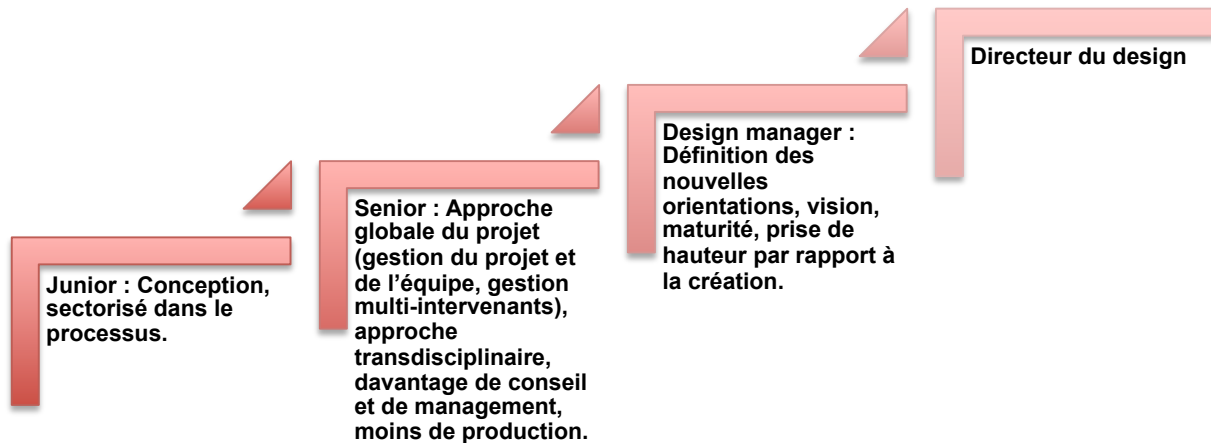 Junior : Conception,
sectorisé dans le
processus.
Senior : Approche
globale du projet
(gestion du projet et
de l’équipe, gestion
multi-intervenants),
approche
transdisciplinaire,
davantage de conseil
et de management,
moins de production.
Design manager :
Définition des
nouvelles
orientations, vision,
maturité, prise de
hauteur par rapport à
la création.
Directeur du design